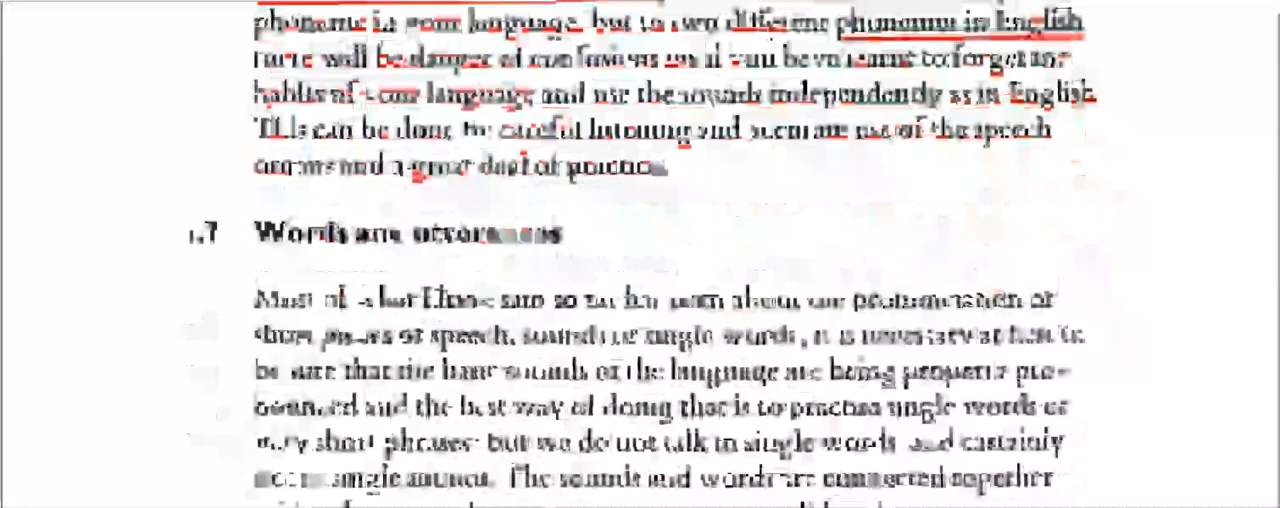 phoneme in your language, but to two different phonemes in English
there will be danger of confusion until you have learnt to forget the
habits of your language and use the sounds independently as in English.
This can be done by careful listening and accurate use of the speech
organs and a great deal of practice.
.7 Words and utterances
Most of what I have said so far has been about the pronunciation of
short pieces of speech, sounds or single words, it is necessary at first to
be sure that the basic sounds of the language are being properly pro-
nounced and the best way of doing that is to practise single words or
very short phrases; but we do not talk in single words and certainly
not in single sounds. The sounds and words are connected together